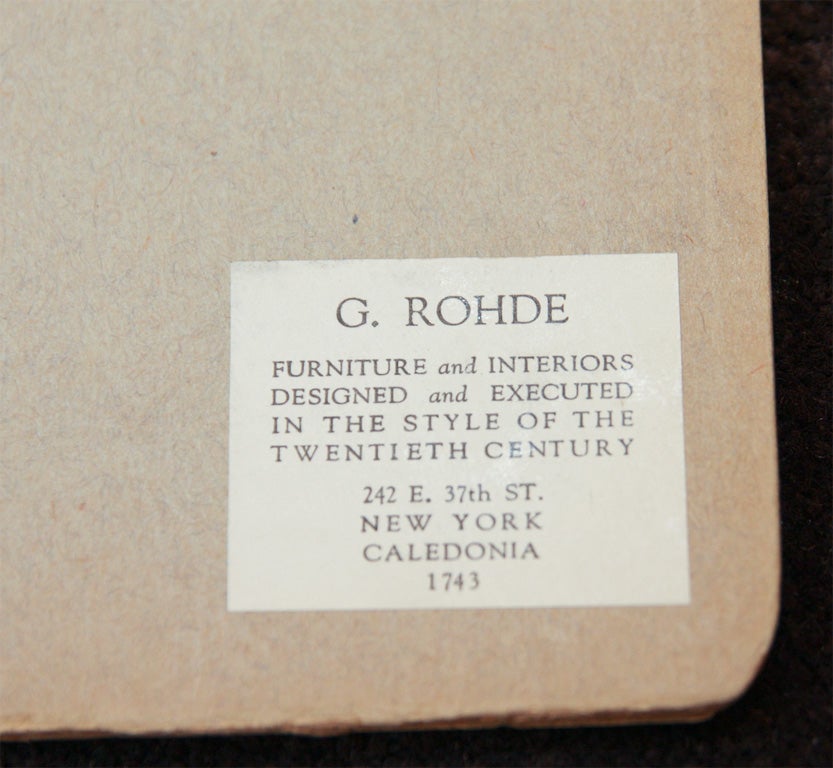 G. ROHDE
FURNITURE and INTERIORS
DESIGNED and EXECUTED
IN THE STYLE OF THE
TWENTIETH CENTURY
242 E. 37th ST.
NEW YORK
CALEDONIA
1743